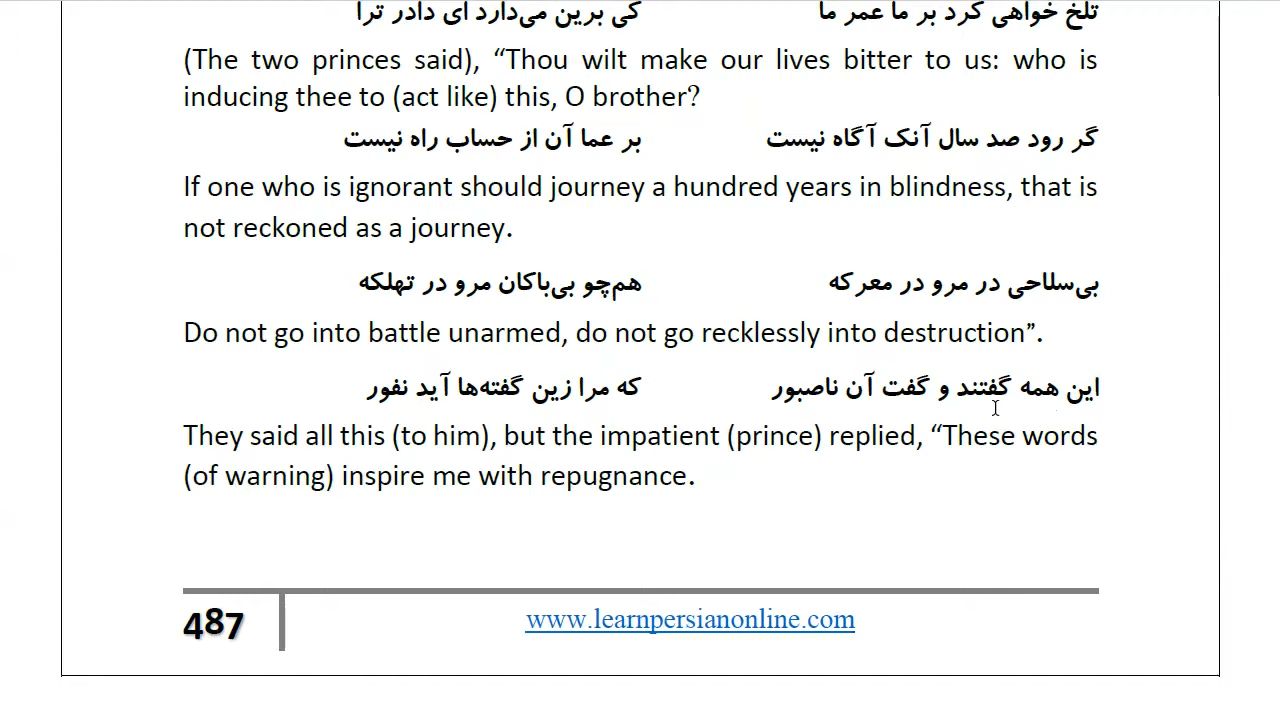 تلخ خواهی کرد بر ما عمر ما کی برین می‌دارد ای دادر ترا
(The two princes said), “Thou wilt make our lives bitter to us: who is
inducing thee to (act like) this, O brother?
گر رود صد سال آنک آگاه نیست بر عما آن از حساب راه نیست
If one who is ignorant should journey a hundred years in blindness, that is
not reckoned as a journey.
بی‌سلاحی در مرو در معرکه هم‌چو بی‌باکان مرو در تهلکه
Do not go into battle unarmed, do not go recklessly into destruction”.
این همه گفتند و گفت آن ناصبور که مرا زین گفته‌ها آید نفور
They said all this (to him), but the impatient (prince) replied, “These words
(of warning) inspire me with repugnance.
487 www.learnpersianonline.com